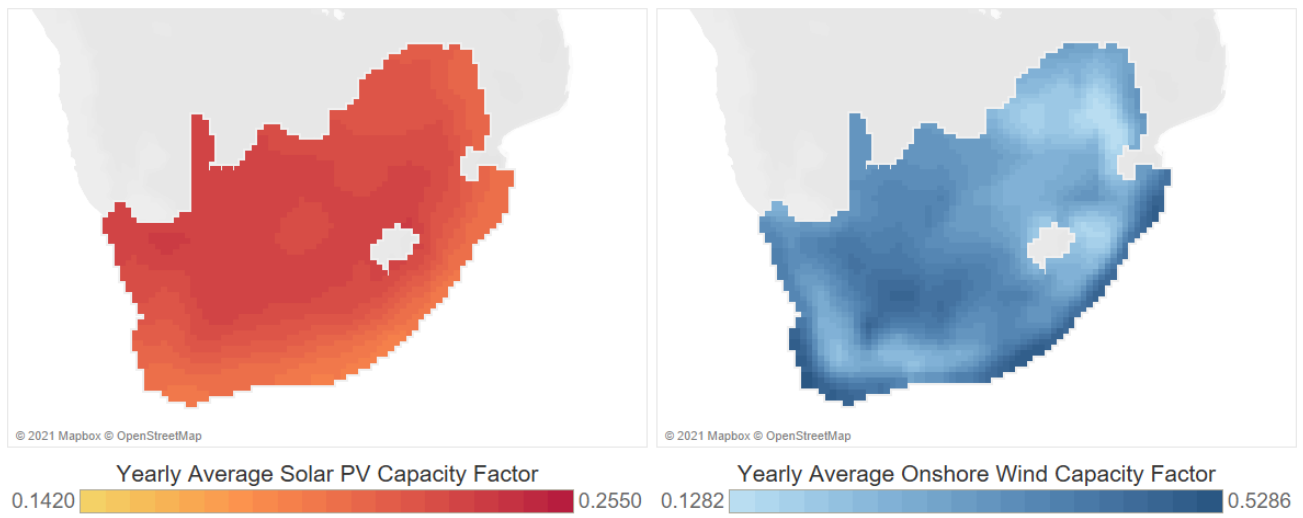 © 2021 Mapbox © OpenStreetMap
© 2021 Mapbox © OpenStreetMap
Yearly Average Solar PV Capacity Factor
0.1420 0.2550
Yearly Average Onshore Wind Capacity Factor
0.1282 0.5286